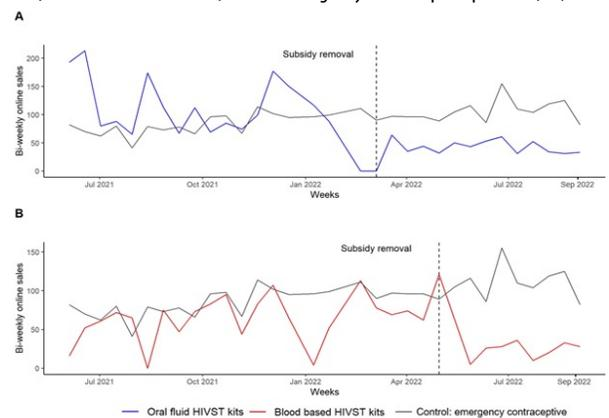 A
Subsidy removal
200
150
100
50
0
Bi-weekly online sales
Jul 2021 Oct 2021 Jan 2022 Apr 2022 Jul 2022 Sep 2022
Weeks
B
Subsidy removal
150
100
50
0
Bi-weekly online sales
Jul 2021 Oct 2021 Jan 2022 Apr 2022 Jul 2022 Sep 2022
Weeks
Oral fluid HIVST kits Blood based HIVST kits Control: emergency contraceptive